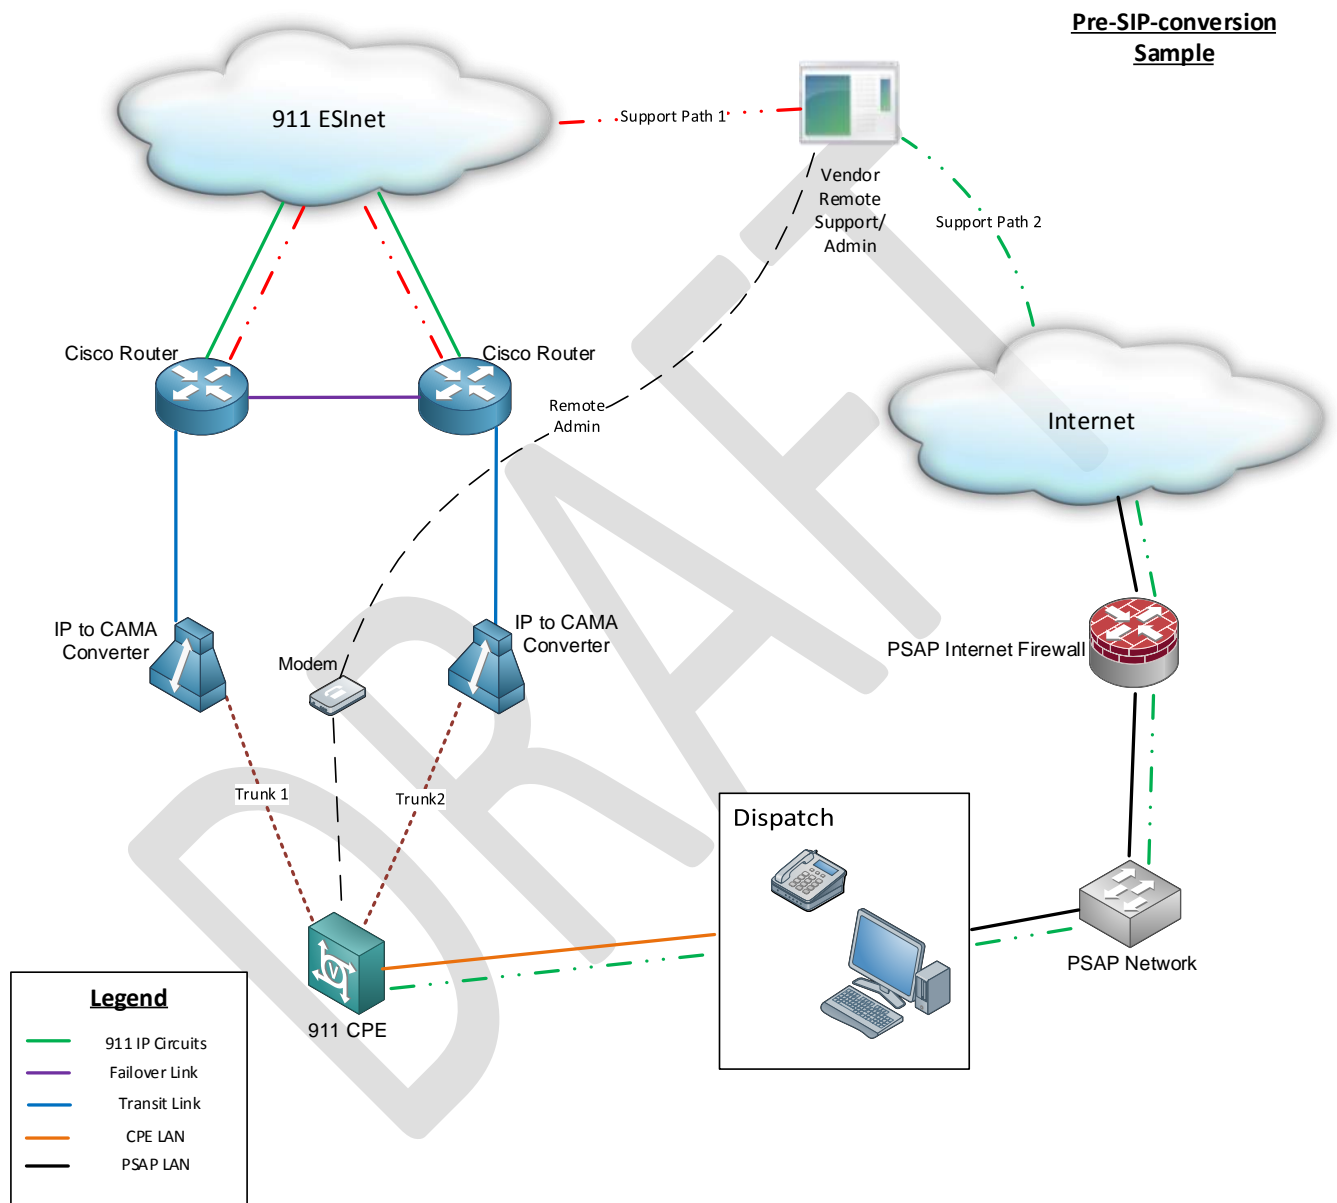 Pre-SIP-conversion
Sample
911 ESInet
Support Path 1
Vendor
Remote
Support/
Admin
Support Path 2
Cisco Router
Cisco Router
Remote
Admin
Internet
IP to CAMA
Converter
IP to CAMA
Converter
Modem
PSAP Internet Firewall
Trunk 1
Trunk2
Dispatch
V
911 CPE
PSAP Network
Legend
911 IP Circuits
Failover Link
Transit Link
CPE LAN
PSAP LAN
DRAFT